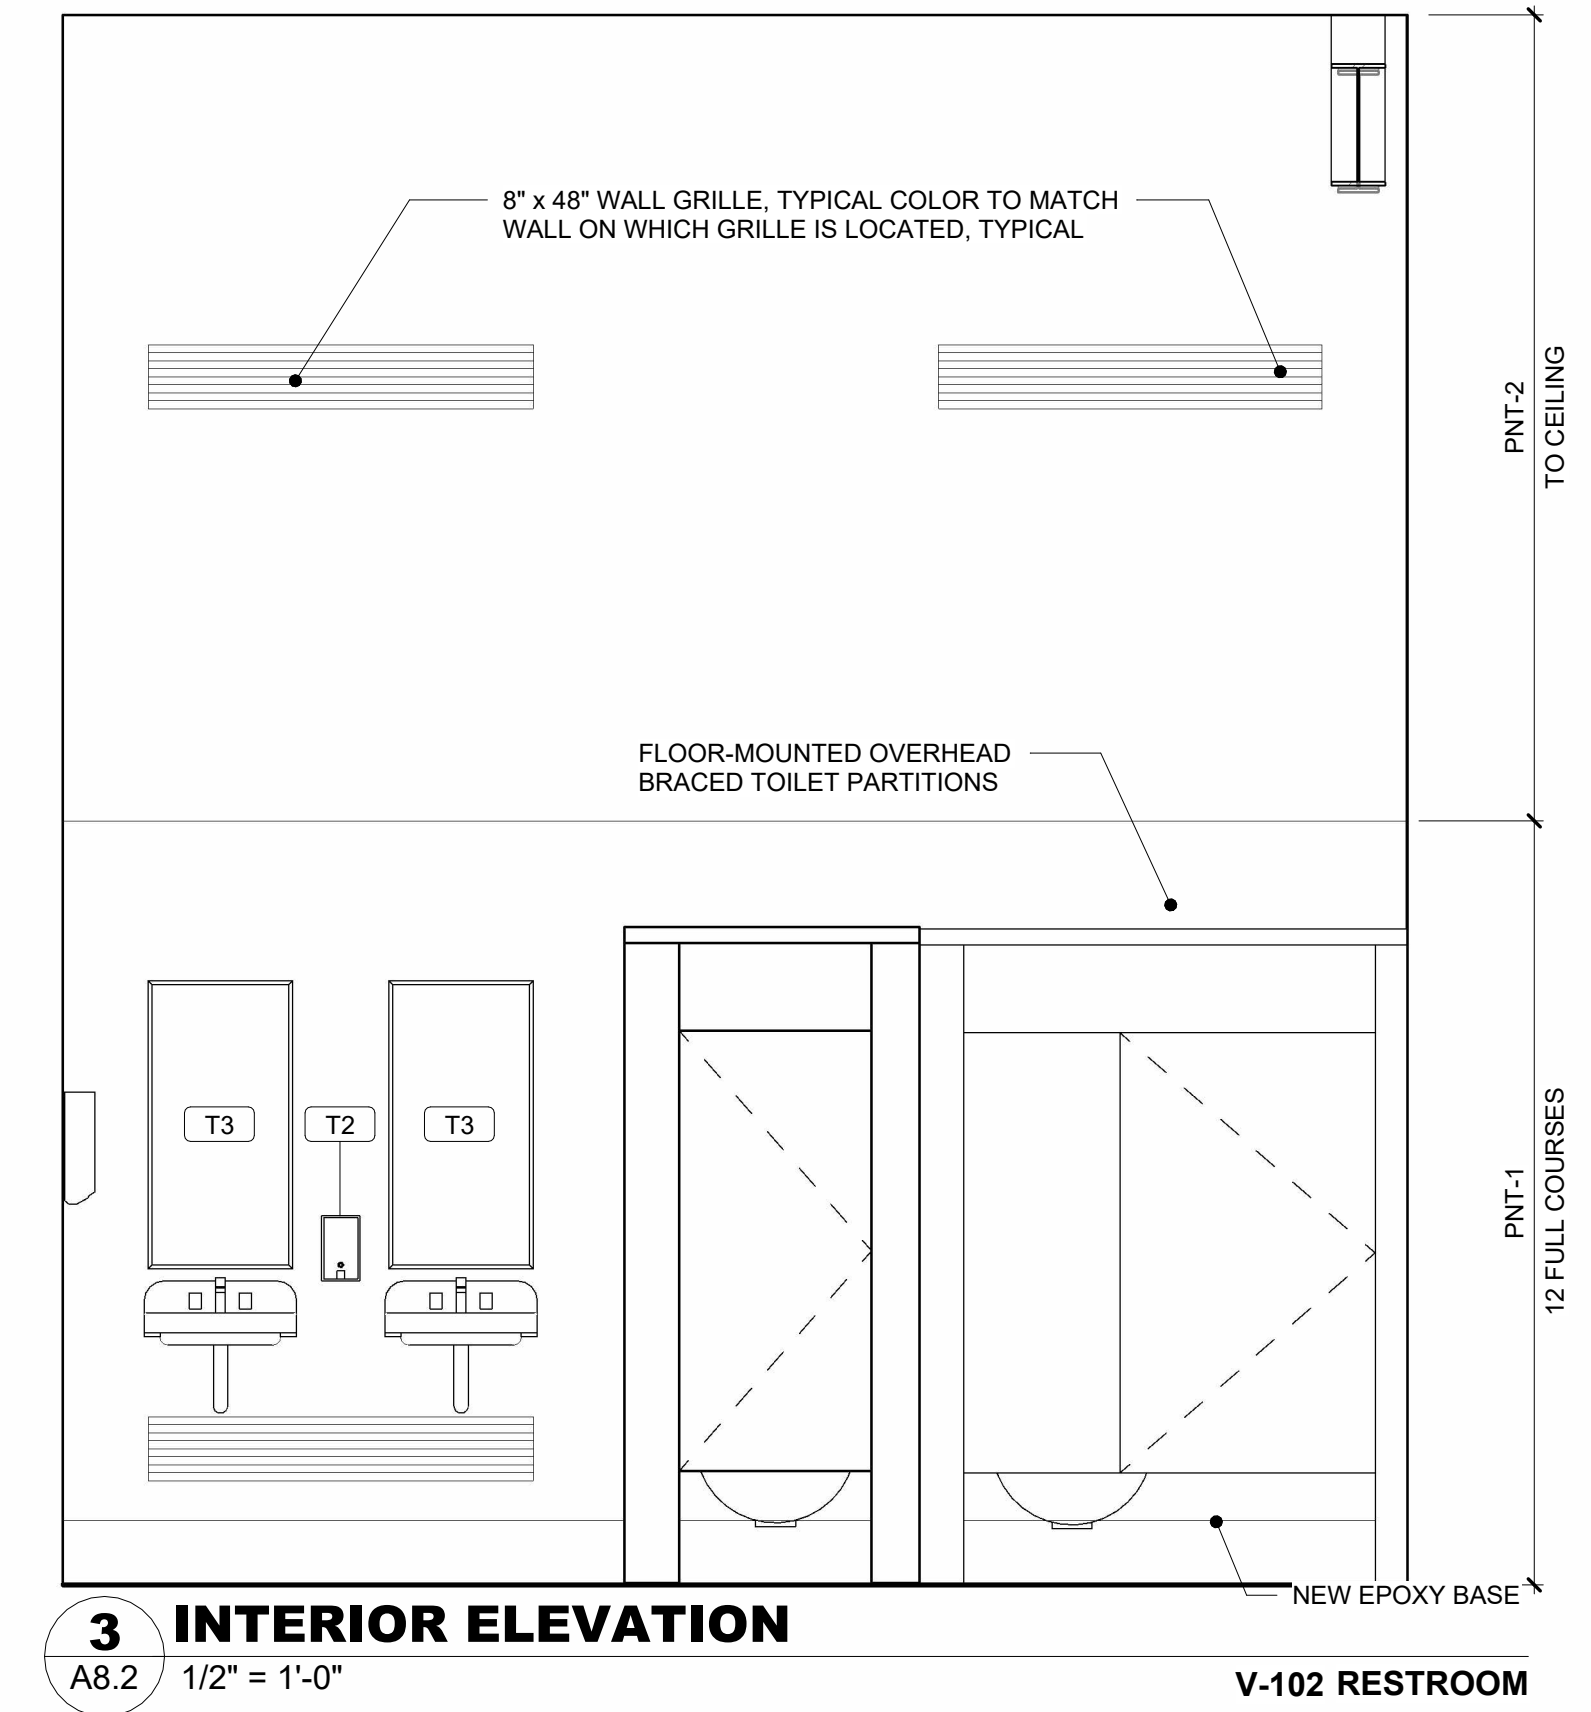 8" x 48" WALL GRILLE, TYPICAL COLOR TO MATCH
WALL ON WHICH GRILLE IS LOCATED, TYPICAL
PNT-2
TO CEILING
FLOOR-MOUNTED OVERHEAD
BRACED TOILET PARTITIONS
T3
T2
T3
PNT-1
12 FULL COURSES
NEW EPOXY BASE
3
INTERIOR ELEVATION
A8.2
1/2" = 1'-0"
V-102 RESTROOM